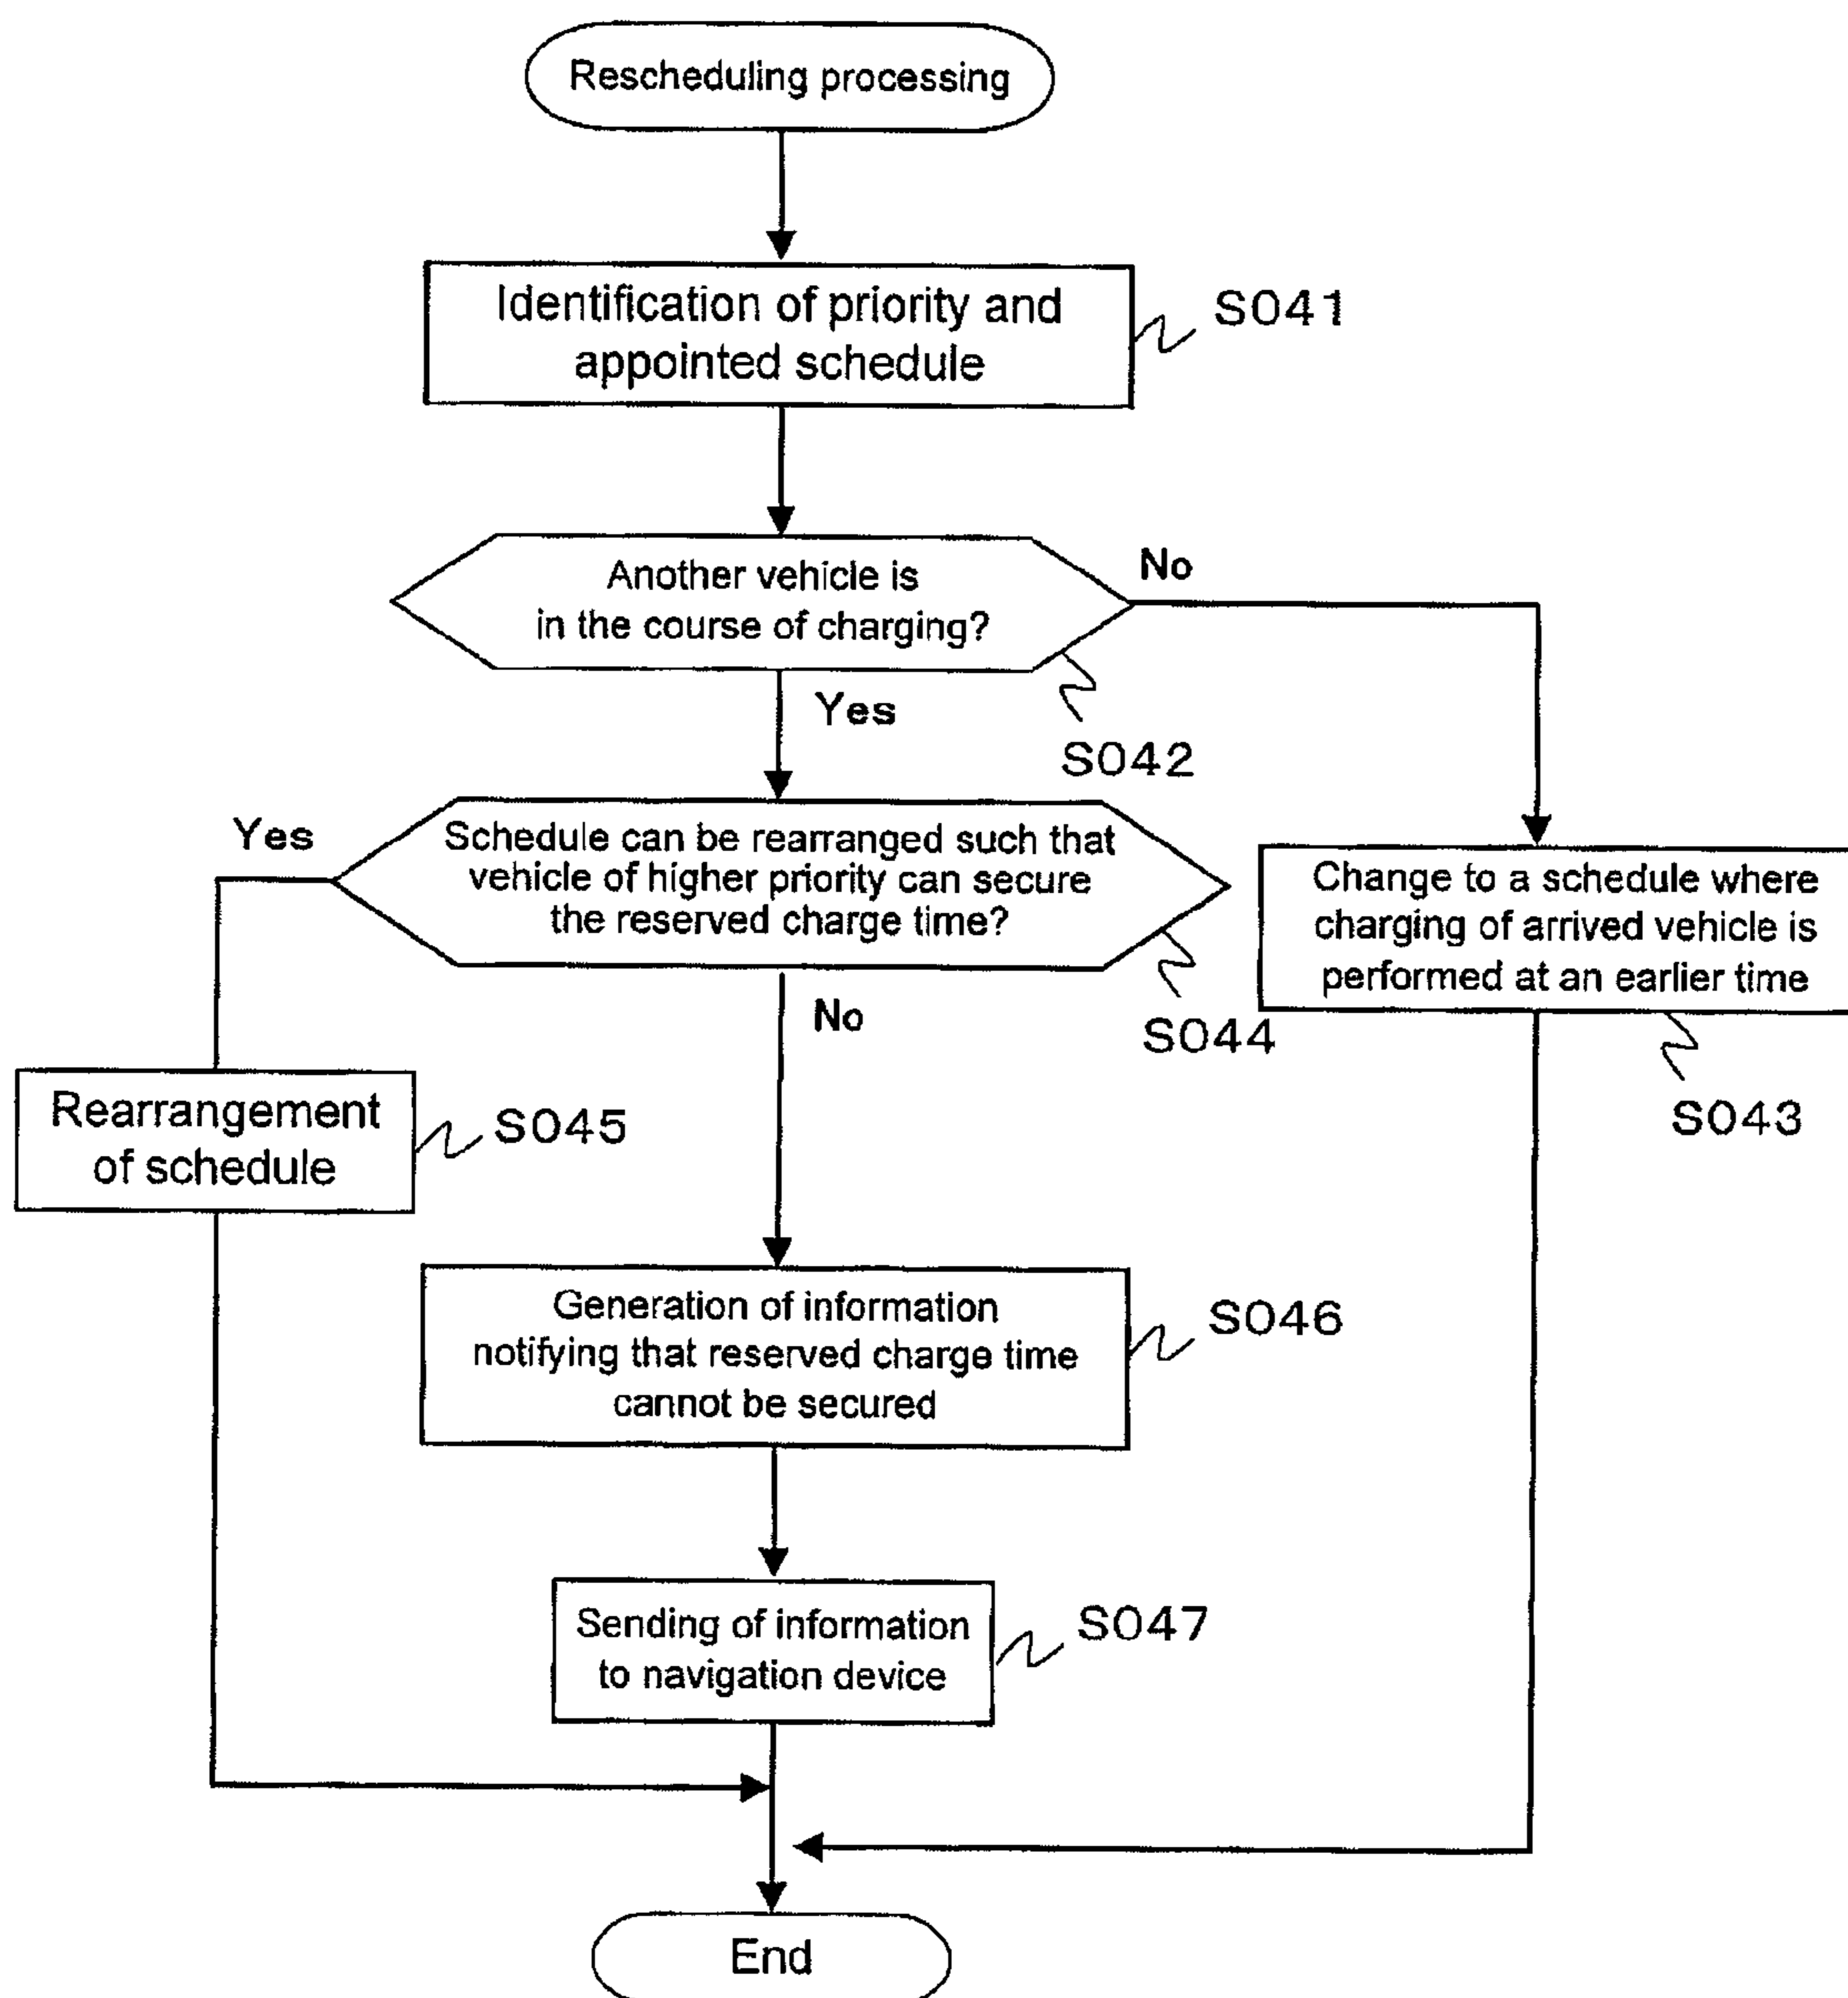 Rescheduling processing
Identification of priority and
appointed schedule
S041
Another vehicle is
in the course of charging?
No
Yes
S042
Yes
Schedule can be rearranged such that
vehicle of higher priority can secure
the reserved charge time?
Change to a schedule where
charging of arrived vehicle is
performed at an earlier time
No
S044
S043
Rearrangement
of schedule
S045
Generation of information
notifying that reserved charge time
cannot be secured
S046
Sending of information
to navigation device
S047
End